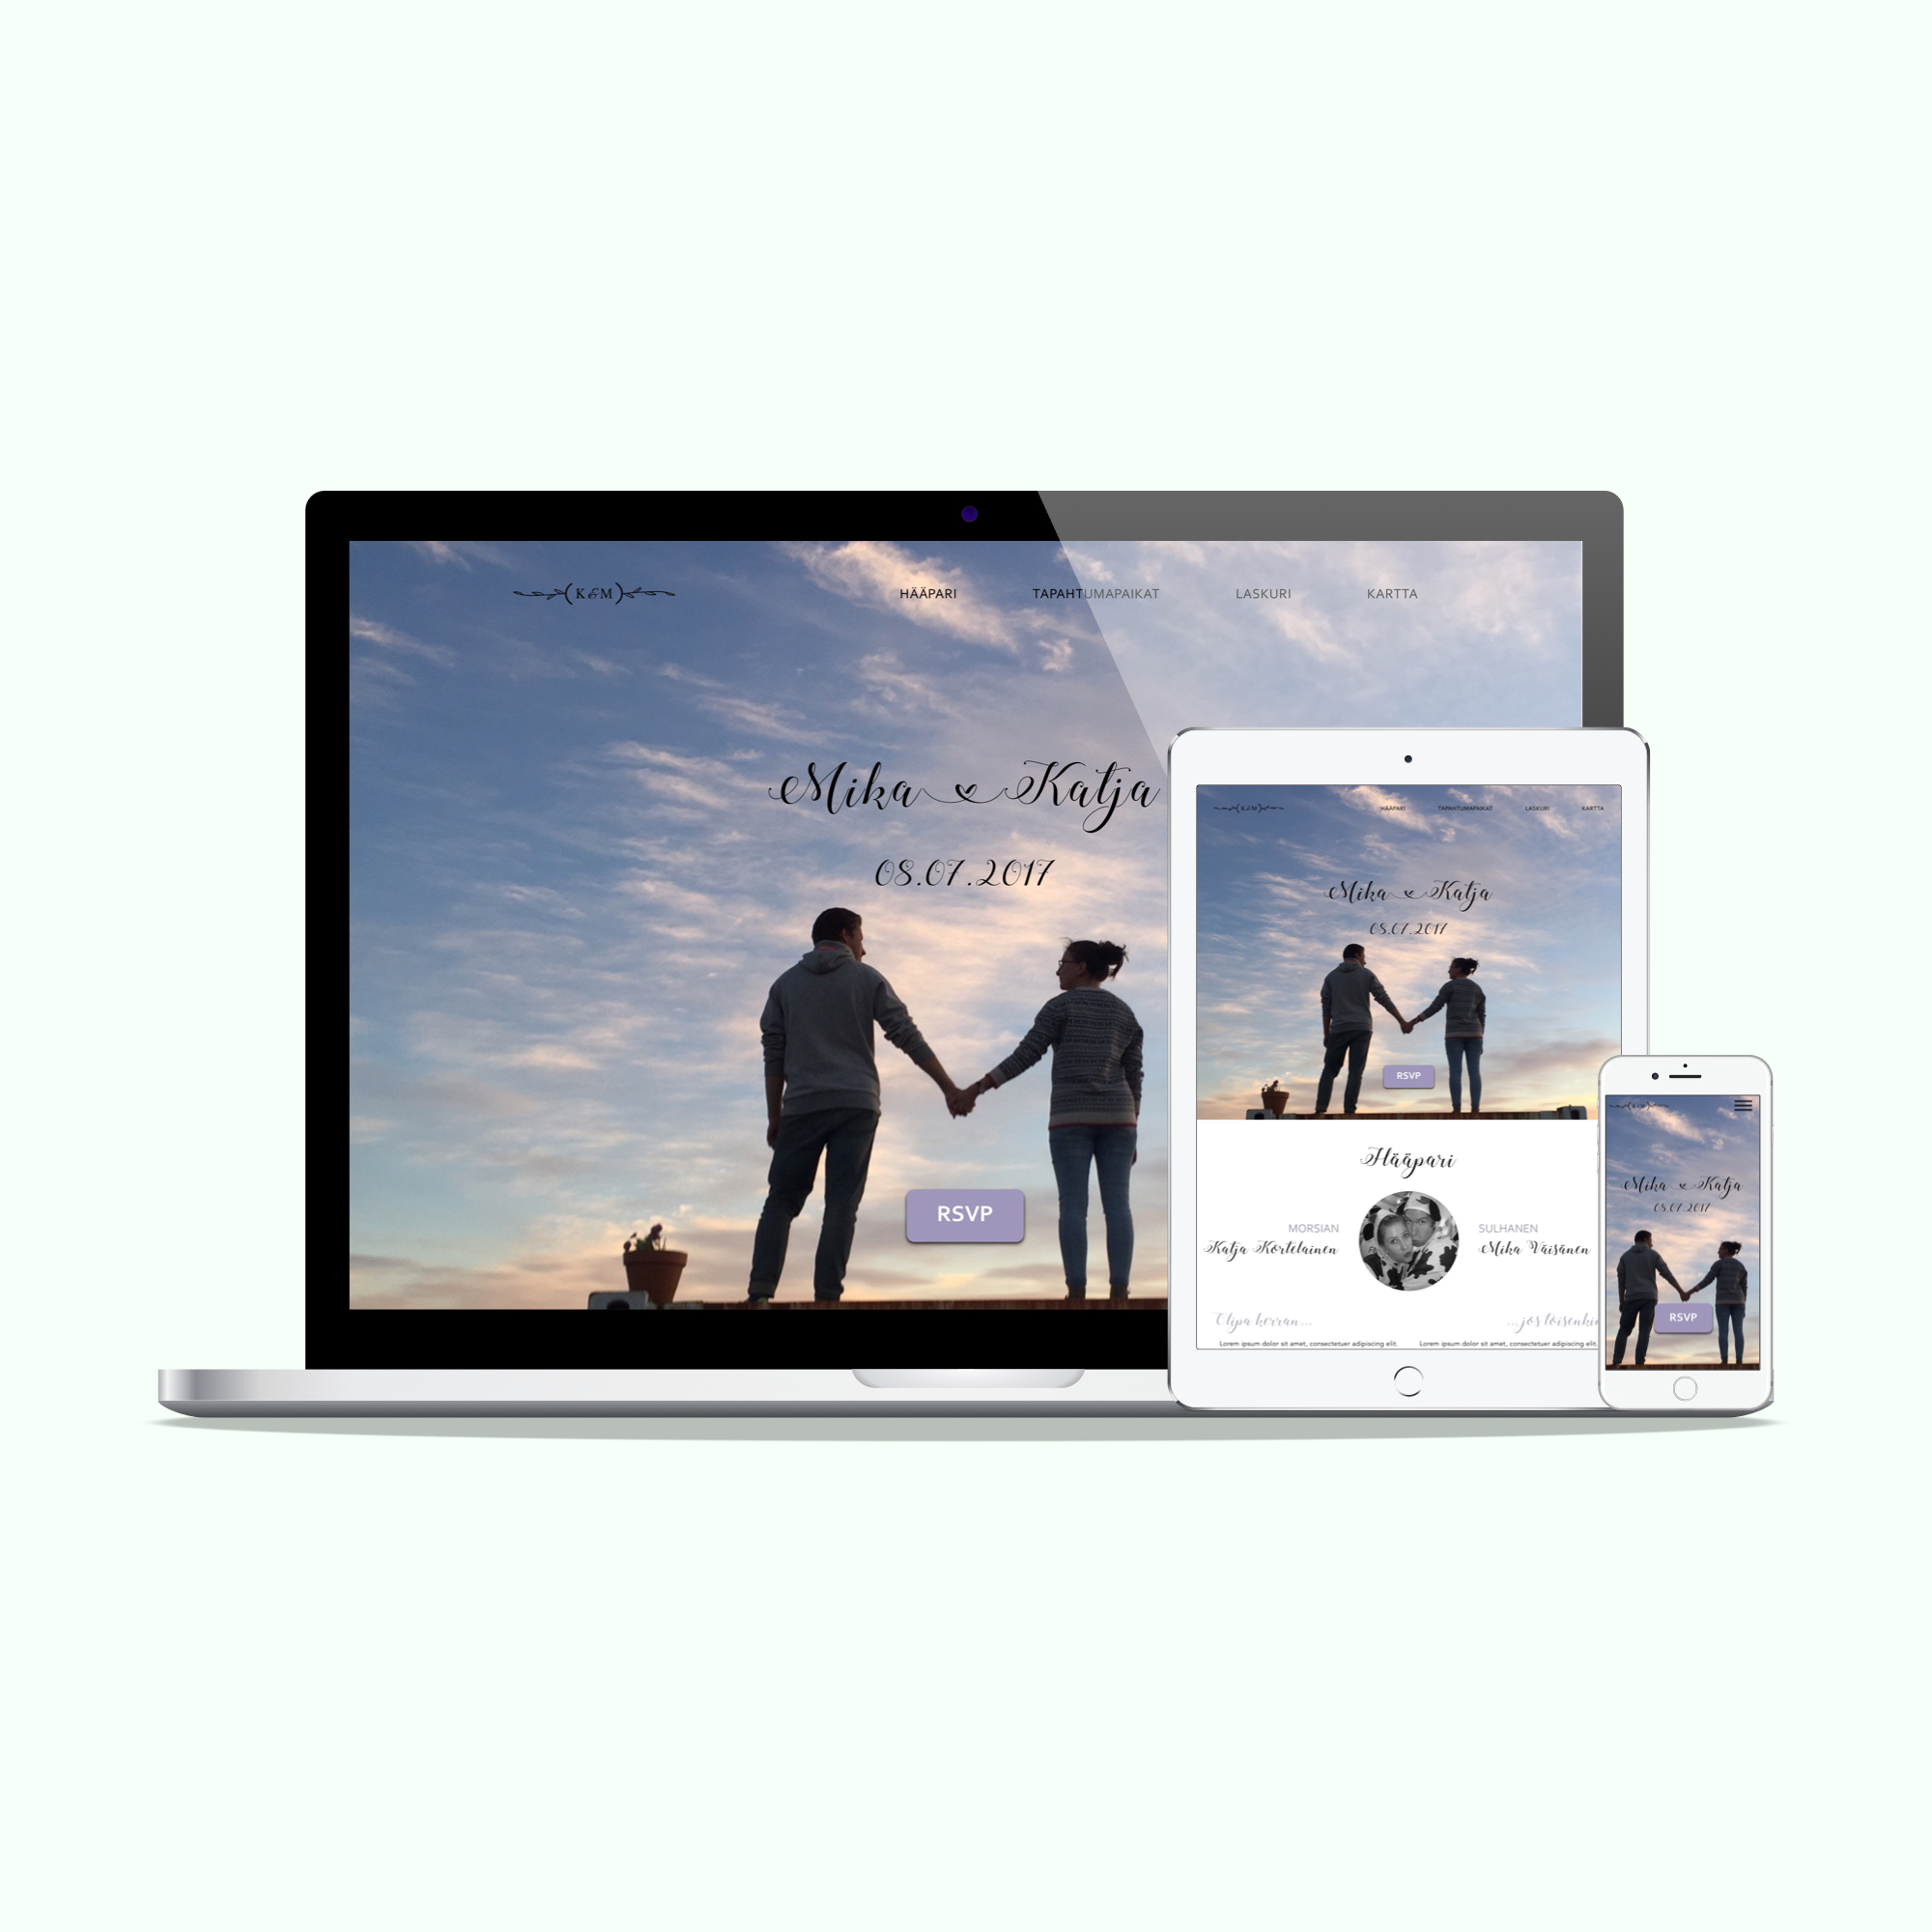 K & M HÄÄPARI TAPAHTUMAPAIKAT LASKURI KARTTA
Mika Katja
08.07.2017
RSVP
K & M HÄÄPARI TAPAHTUMAPAIKAT LASKURI KARTTA
Mika Katja
08.07.2017
RSVP
Hääpari
MORSIAN
Katja Kortelainen
SULHANEN
Mika Väisänen
Olipa kerran...
...jos toisenkin
Lorem ipsum dolor sit amet, consectetuer adipiscing elit.
Lorem ipsum dolor sit amet, consectetuer adipiscing elit.
Mika Katja
08.07.2017
RSVP